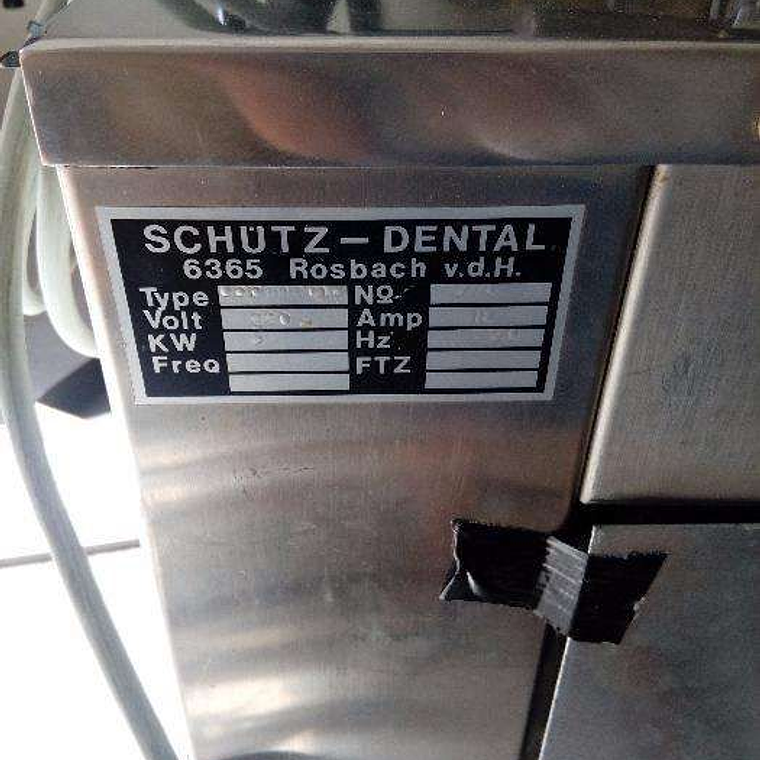 SCHÜTZ – DENTAL
6365 Rosbach v.d.H.
Type Nº
Volt Amp
KW Hz
Freq FTZ